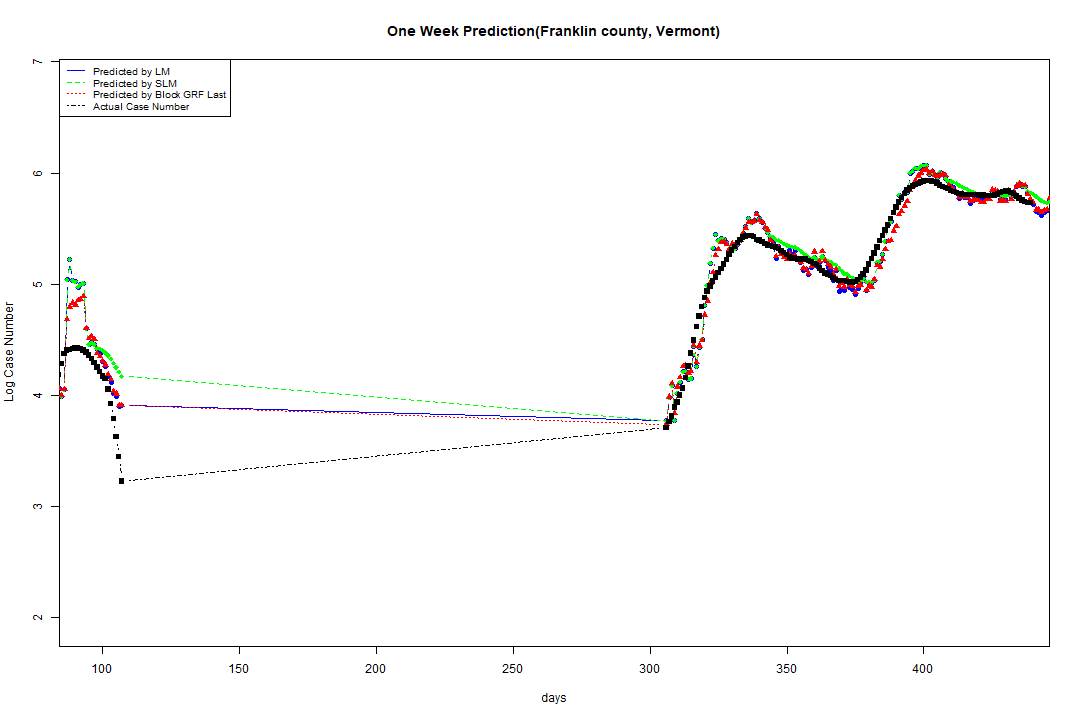 One Week Prediction(Franklin county, Vermont)
Predicted by LM
Predicted by SLM
Predicted by Block GRF Last
Actual Case Number
Log Case Number
7
6
5
4
3
2
100 150 200 250 300 350 400
days